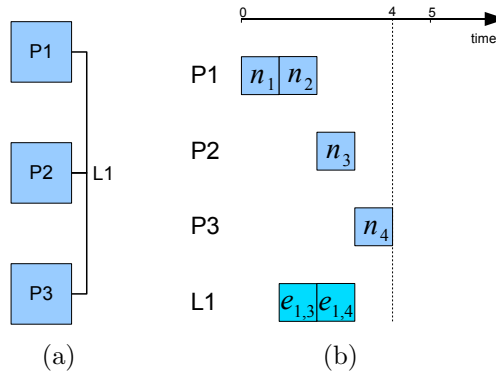 P1
P2
L1
P3
(a)
0 4 5
time
P1 n₁ n₂
P2 n₃
P3 n₄
L1 e₁,₃ e₁,₄
(b)